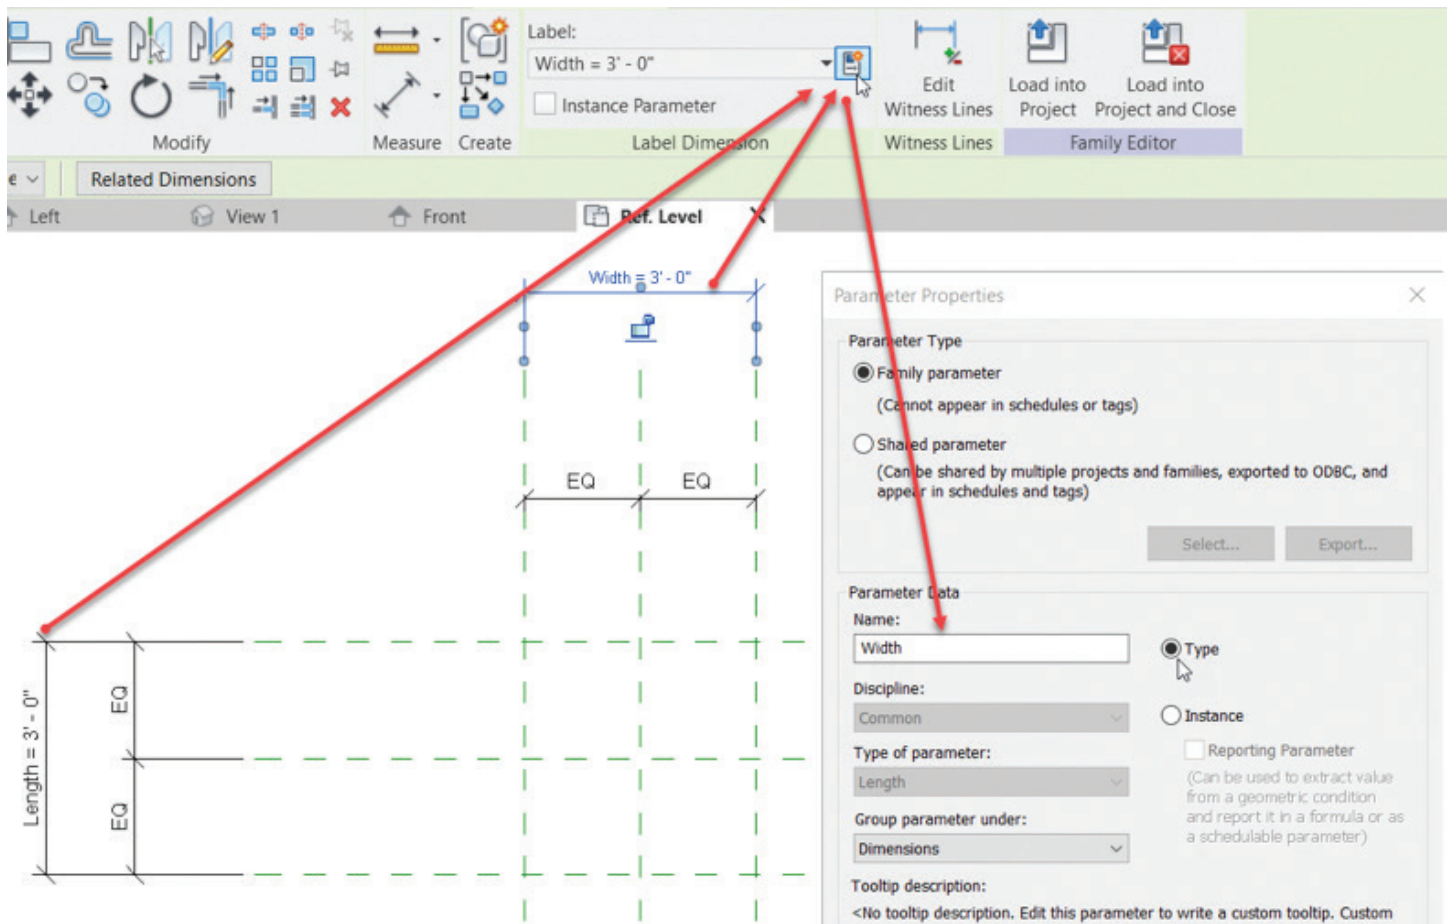 Label:
Width = 3' - 0"
Instance Parameter
Edit
Witness Lines
Load into
Project
Load into
Project and Close
Modify
Measure
Create
Label Dimension
Witness Lines
Family Editor
Related Dimensions
Left
View 1
Front
Ref. Level
Width = 3' - 0"
EQ
EQ
Length = 3' - 0"
EQ
EQ
Parameter Properties
Parameter Type
Family parameter
(Cannot appear in schedules or tags)
Shared parameter
(Can be shared by multiple projects and families, exported to ODBC, and
appear in schedules and tags)
Select...
Export...
Parameter Data
Name:
Width
Type
Discipline:
Common
Instance
Type of parameter:
Reporting Parameter
Length
(Can be used to extract value
from a geometric condition
and report it in a formula or as
a schedulable parameter)
Group parameter under:
Dimensions
Tooltip description:
<No tooltip description. Edit this parameter to write a custom tooltip. Custom